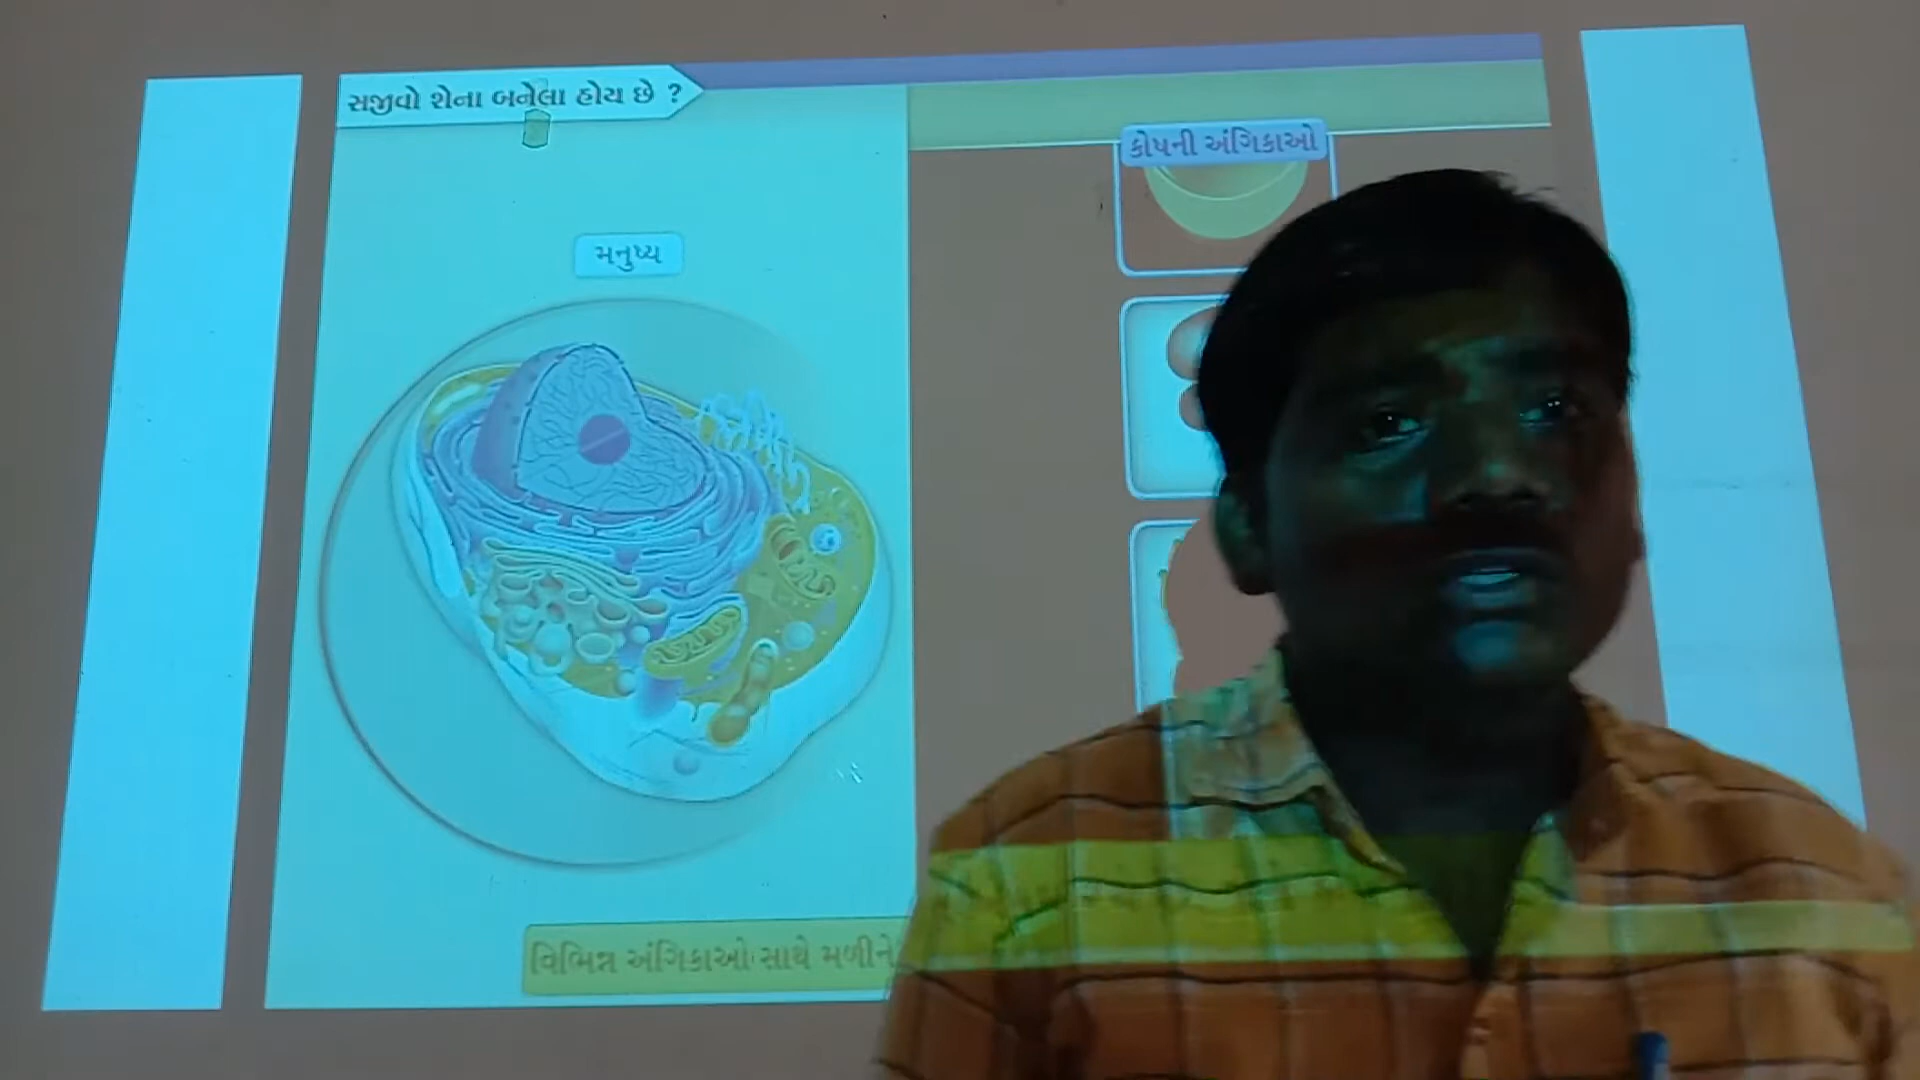 સજીવો શેના બનેલા હોય છે ?
કોષની અંગિકાઓ
મનુષ્ય
વિભિન્ન અંગિકાઓ સાથે મળીને